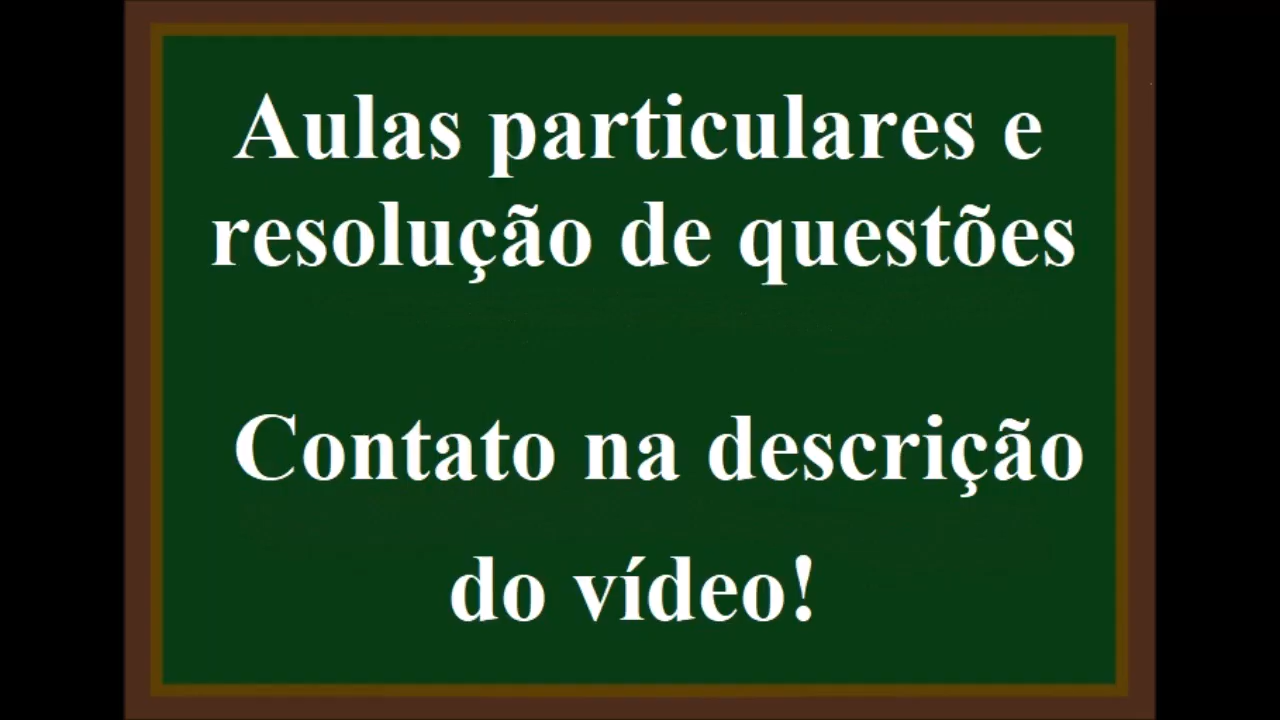 Aulas particulares e
resolução de questões
Contato na descrição
do vídeo!